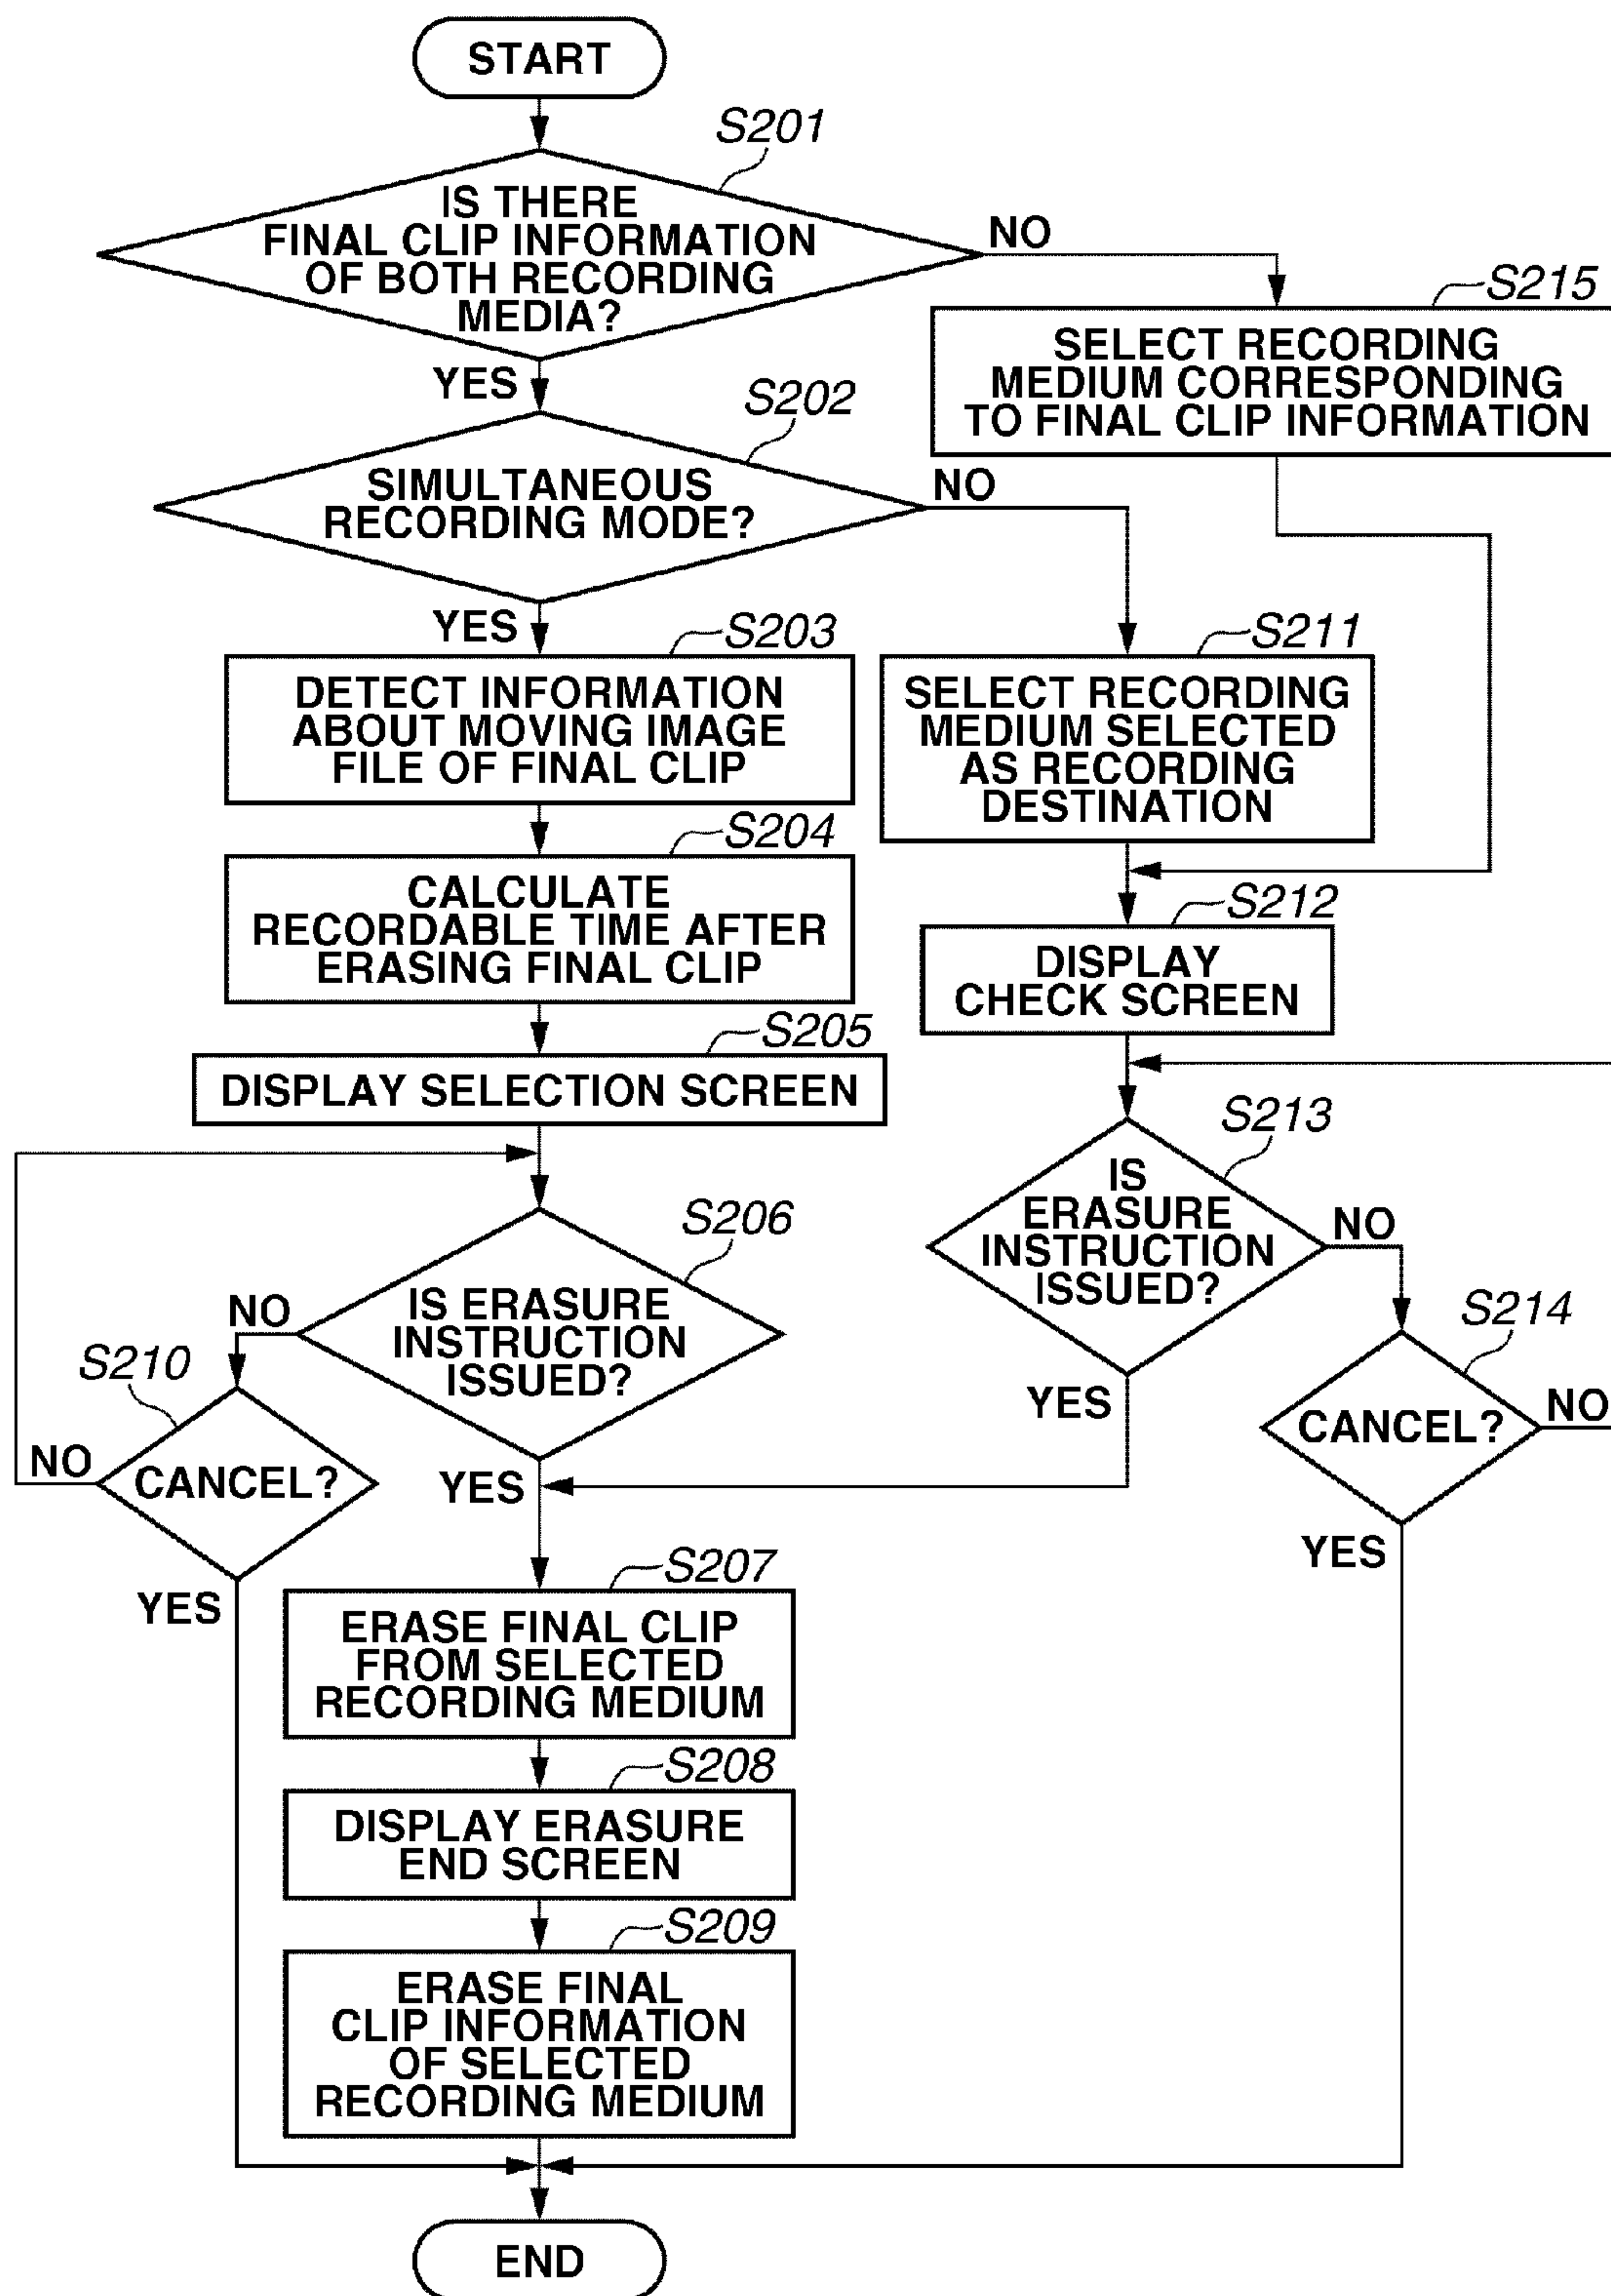 START
S201
IS THERE
FINAL CLIP INFORMATION
OF BOTH RECORDING
MEDIA?
NO
YES
S215
SELECT RECORDING
MEDIUM CORRESPONDING
TO FINAL CLIP INFORMATION
S202
SIMULTANEOUS
RECORDING MODE?
NO
YES
S203
DETECT INFORMATION
ABOUT MOVING IMAGE
FILE OF FINAL CLIP
S211
SELECT RECORDING
MEDIUM SELECTED
AS RECORDING
DESTINATION
S204
CALCULATE
RECORDABLE TIME AFTER
ERASING FINAL CLIP
S212
DISPLAY
CHECK SCREEN
S205
DISPLAY SELECTION SCREEN
S213
IS
ERASURE
INSTRUCTION
ISSUED?
NO
YES
S206
IS ERASURE
INSTRUCTION
ISSUED?
NO
YES
S214
CANCEL?
NO
YES
S210
CANCEL?
NO
YES
S207
ERASE FINAL CLIP
FROM SELECTED
RECORDING MEDIUM
S208
DISPLAY ERASURE
END SCREEN
S209
ERASE FINAL
CLIP INFORMATION
OF SELECTED
RECORDING MEDIUM
END